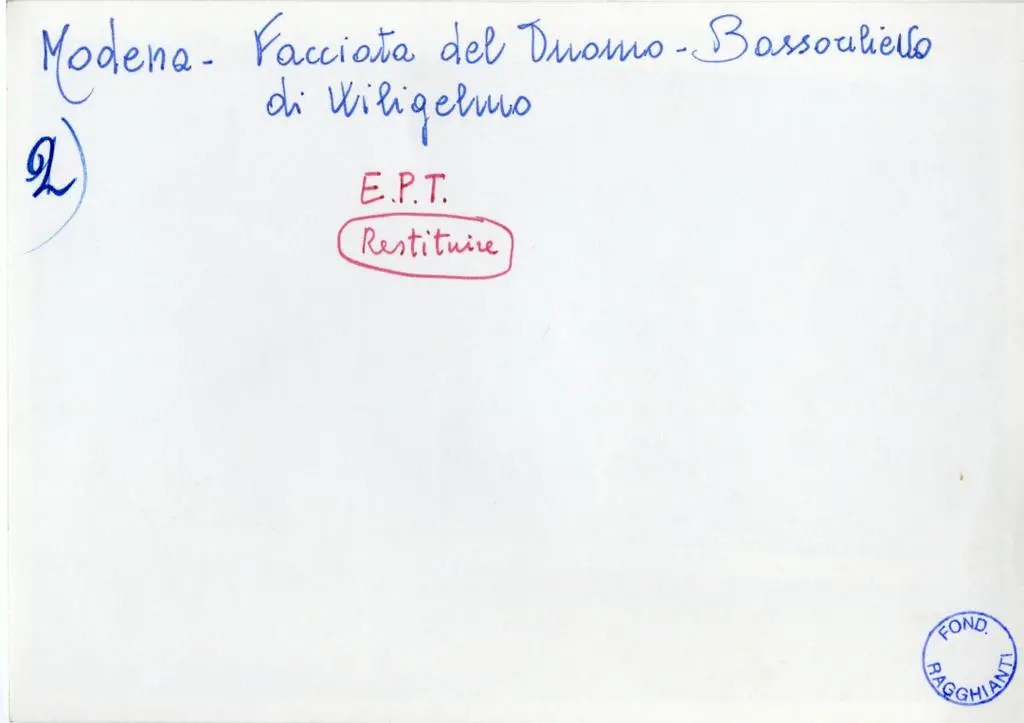 Modena - Facciata del Duomo - Bassorilievo
di Wiligelmo
2)
E.P.T.
Restituire
FOND.
RAGGHIANTI